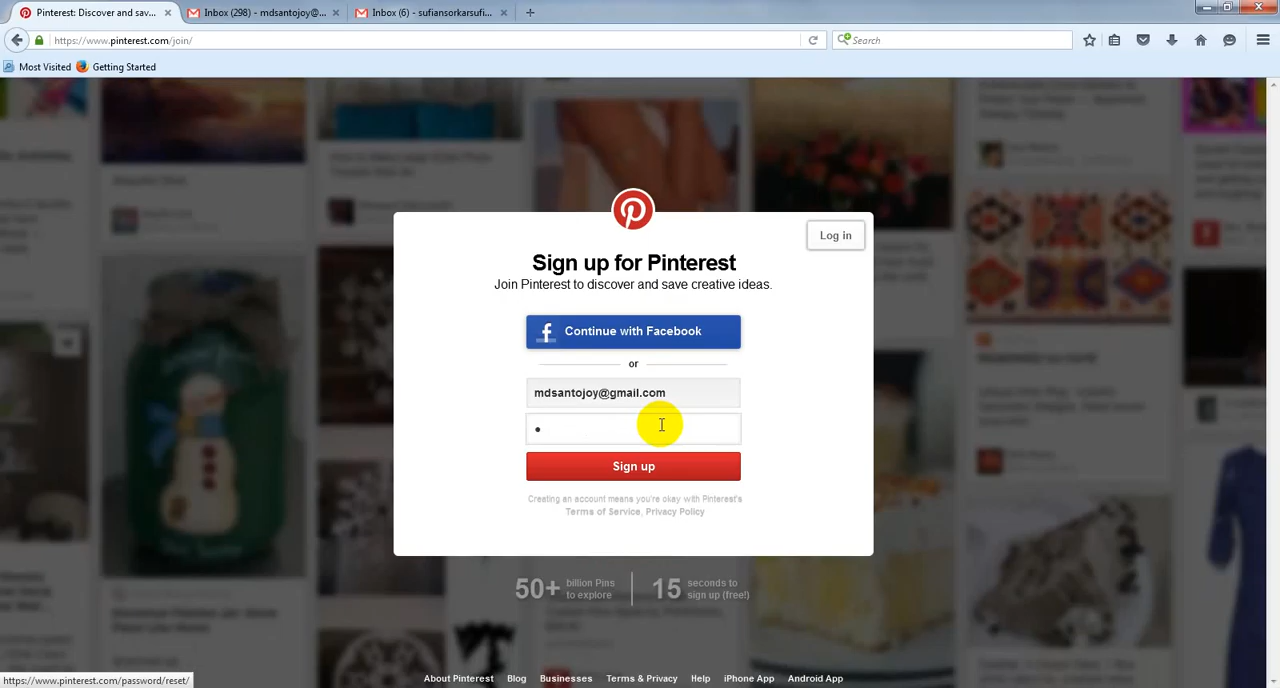 Pinterest: Discover and sav...
Inbox (298) - mdsantojoy@...
Inbox (6) - sufiansorkarsufi...
https://www.pinterest.com/join/
Search
Most Visited
Getting Started
Log in
Sign up for Pinterest
Join Pinterest to discover and save creative ideas.
f Continue with Facebook
or
mdsantojoy@gmail.com
Sign up
Creating an account means you're okay with Pinterest's
Terms of Service, Privacy Policy
50+ billion Pins
to explore
15 seconds to
sign up (free!)
https://www.pinterest.com/password/reset/
About Pinterest Blog Businesses Terms & Privacy Help iPhone App Android App